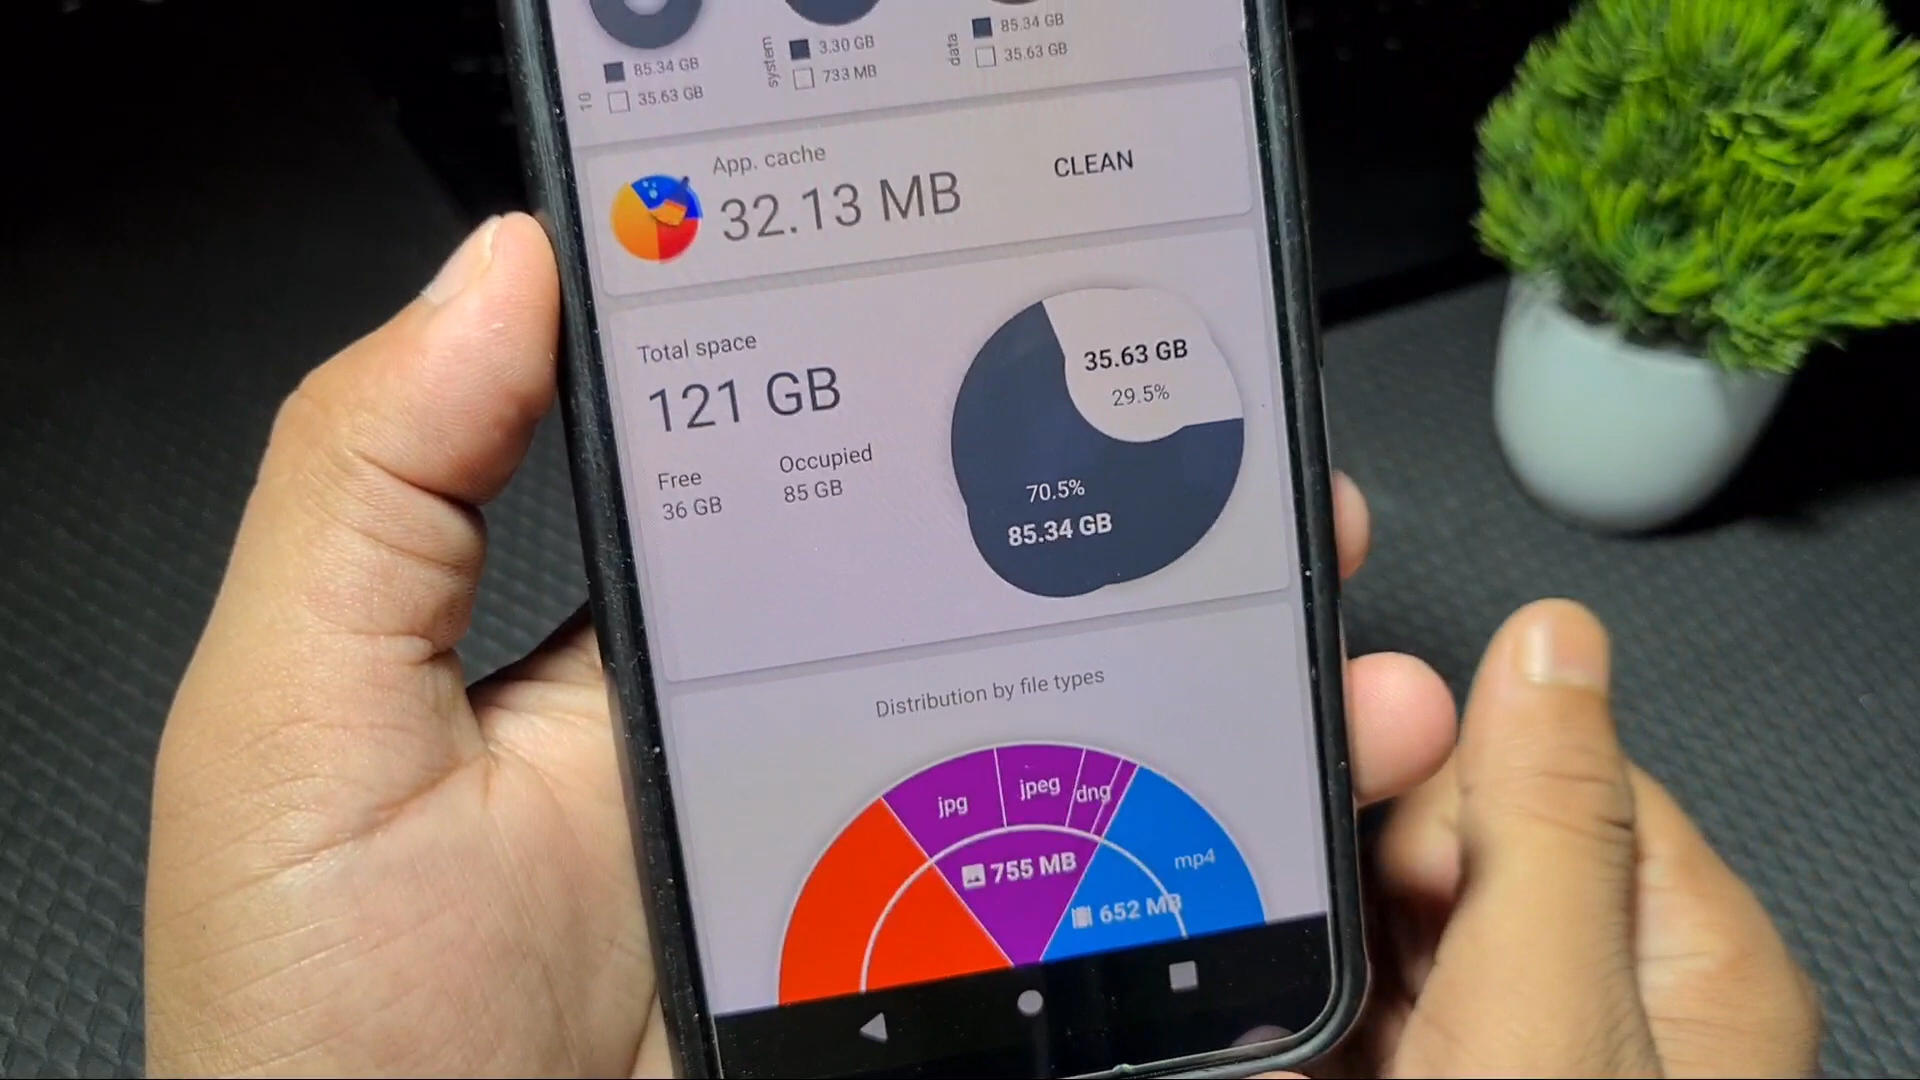 85.34 GB
35.63 GB
10
system
3.30 GB
733 MB
data
85.34 GB
35.63 GB
App. cache
32.13 MB
CLEAN
Total space
121 GB
Free
36 GB
Occupied
85 GB
35.63 GB
29.5%
70.5%
85.34 GB
Distribution by file types
jpg
jpeg
dng
755 MB
mp4
652 MB